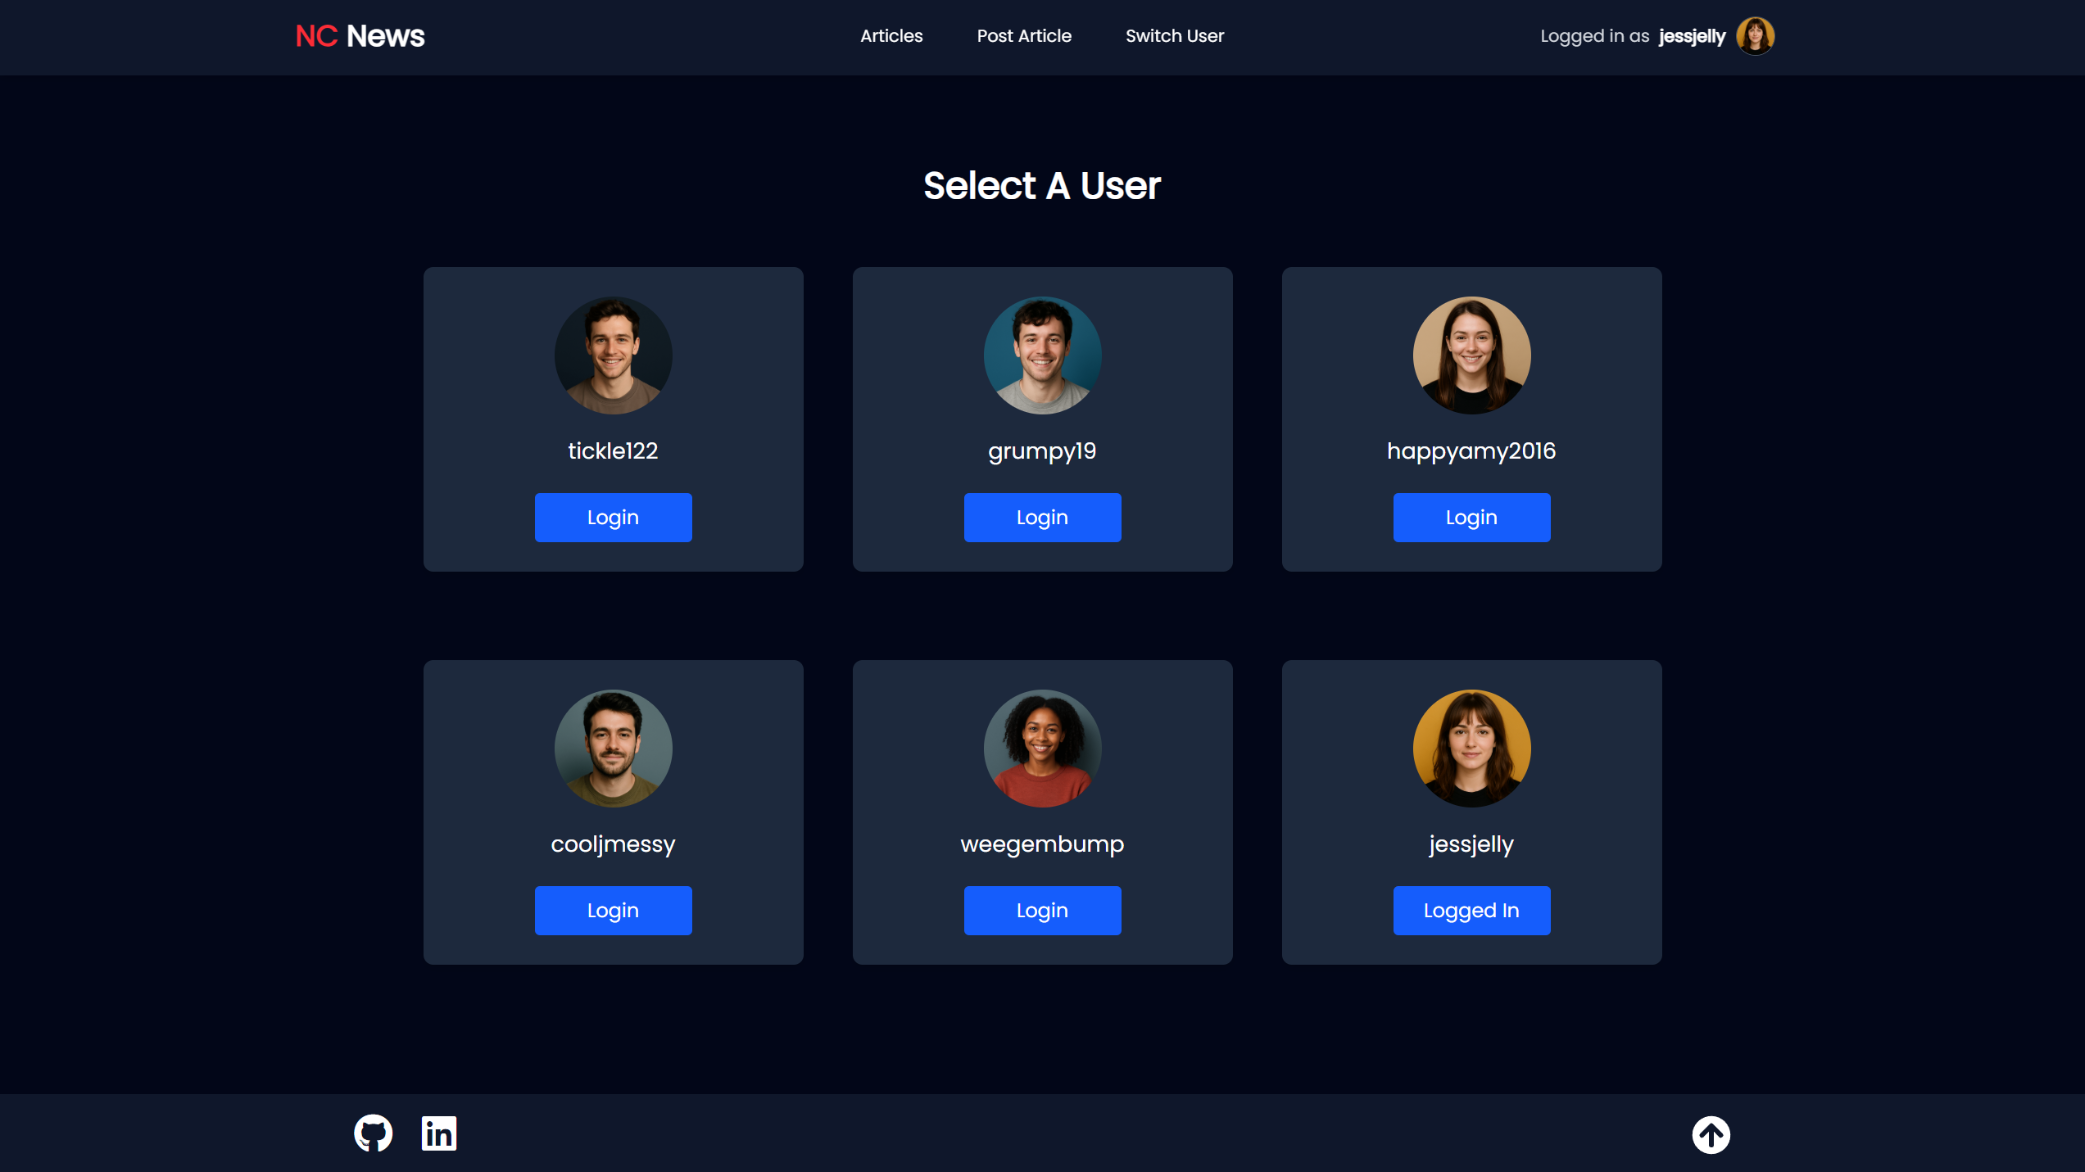 NC News
Articles
Post Article
Switch User
Logged in as jessjelly
Select A User
tickle122
Login
grumpy19
Login
happyamy2016
Login
cooljmessy
Login
weegembump
Login
jessjelly
Logged In
in